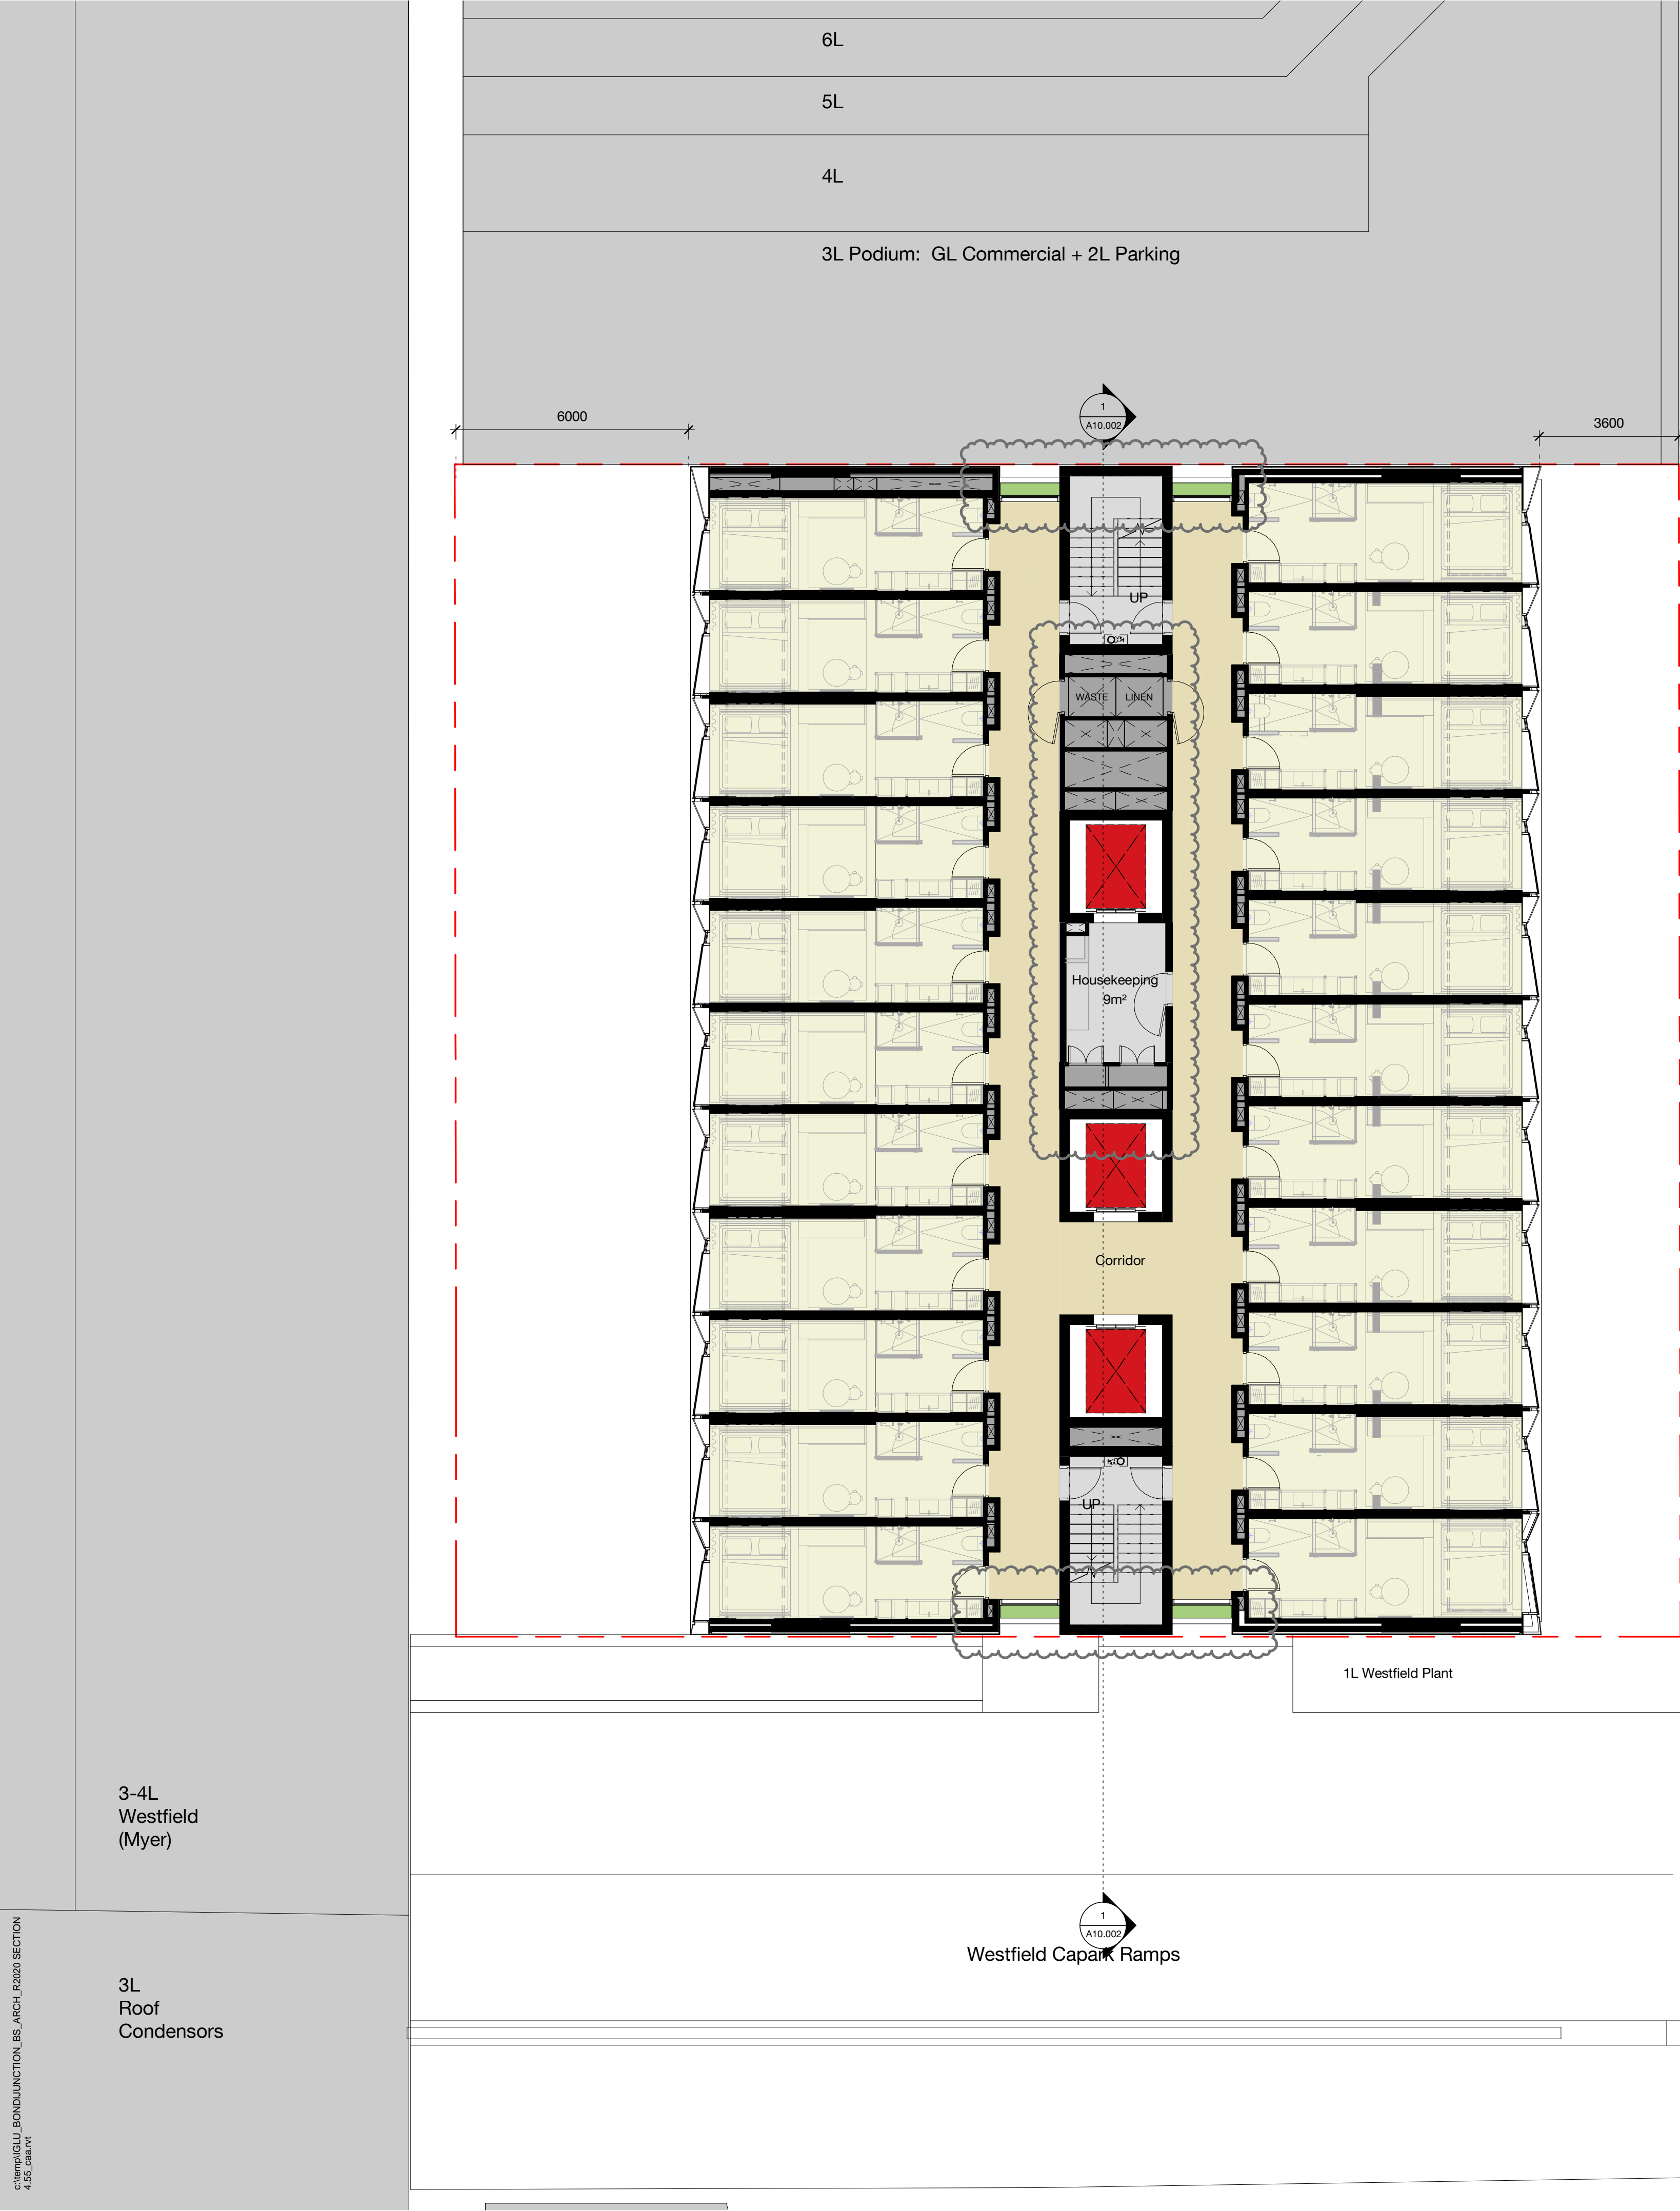 6L
5L
4L
3L Podium: GL Commercial + 2L Parking
6000
1
A10.002
3600
UP
WASTE
LINEN
Housekeeping
9m²
Corridor
UP
1L Westfield Plant
3-4L
Westfield
(Myer)
1
A10.002
Westfield Capark Ramps
3L
Roof
Condensors
c:\temp\IGLU_BONDIJUNCTION_BS_ARCH_R2020 SECTION
4.55_caa.rvt